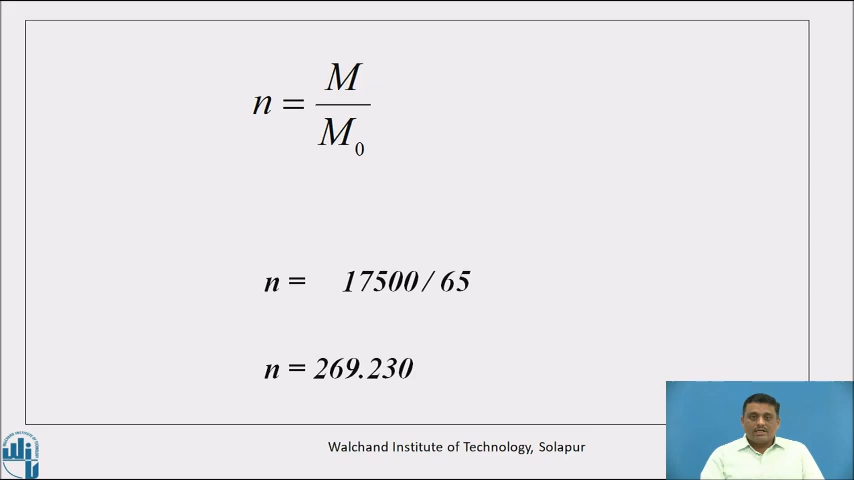 n = M / M₀
n = 17500 / 65
n = 269.230
Walchand Institute of Technology, Solapur